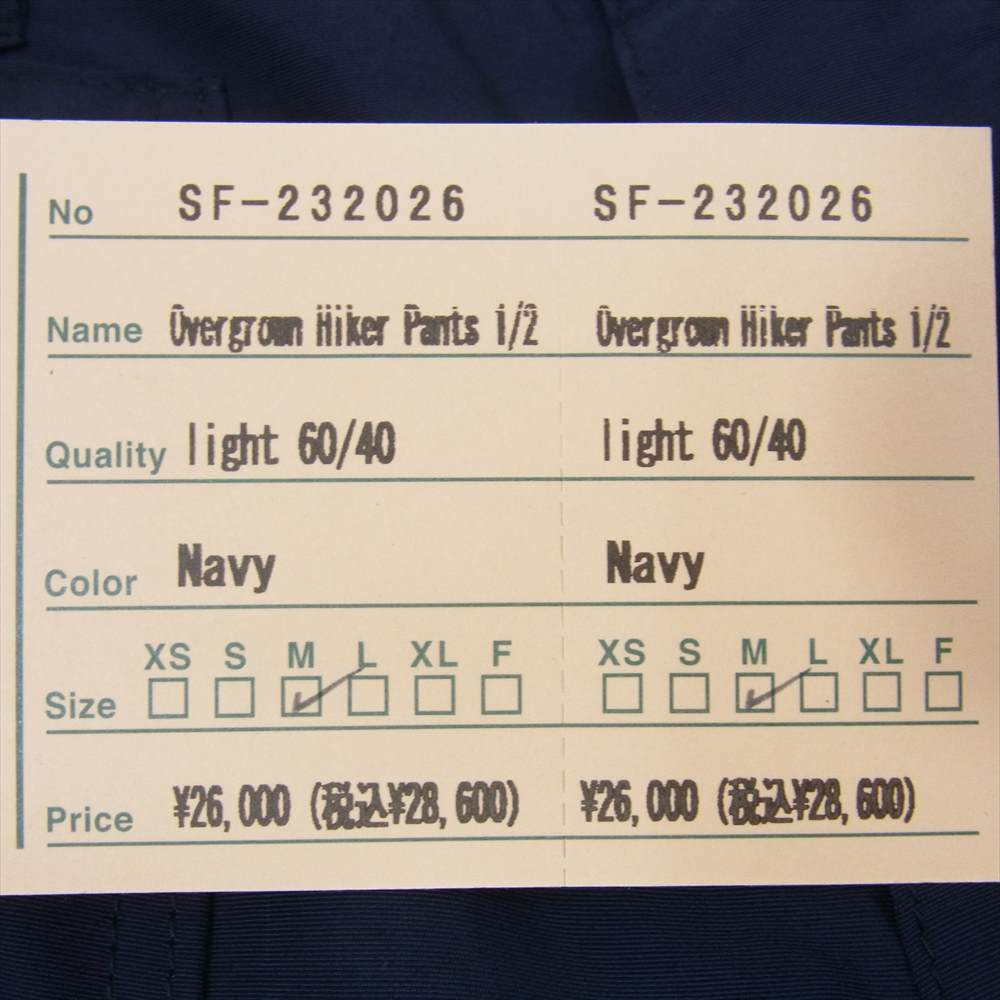 No SF-232026 SF-232026
Name Overgrown Hiker Pants 1/2 Overgrown Hiker Pants 1/2
Quality light 60/40 light 60/40
Color Navy Navy
XS S M L XL F XS S M L XL F
Size
Price ¥26,000 (税込¥28,600) ¥26,000 (税込¥28,600)